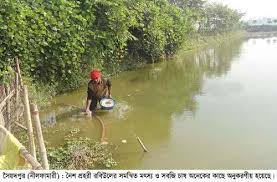 সৈয়দপুর (নীলফামারী) : নৈশ প্রহরী রবিউলের সমন্বিত মৎস্য ও সবজি চাষ অনেকের কাছে অনুকরণীয় হয়েছে ।